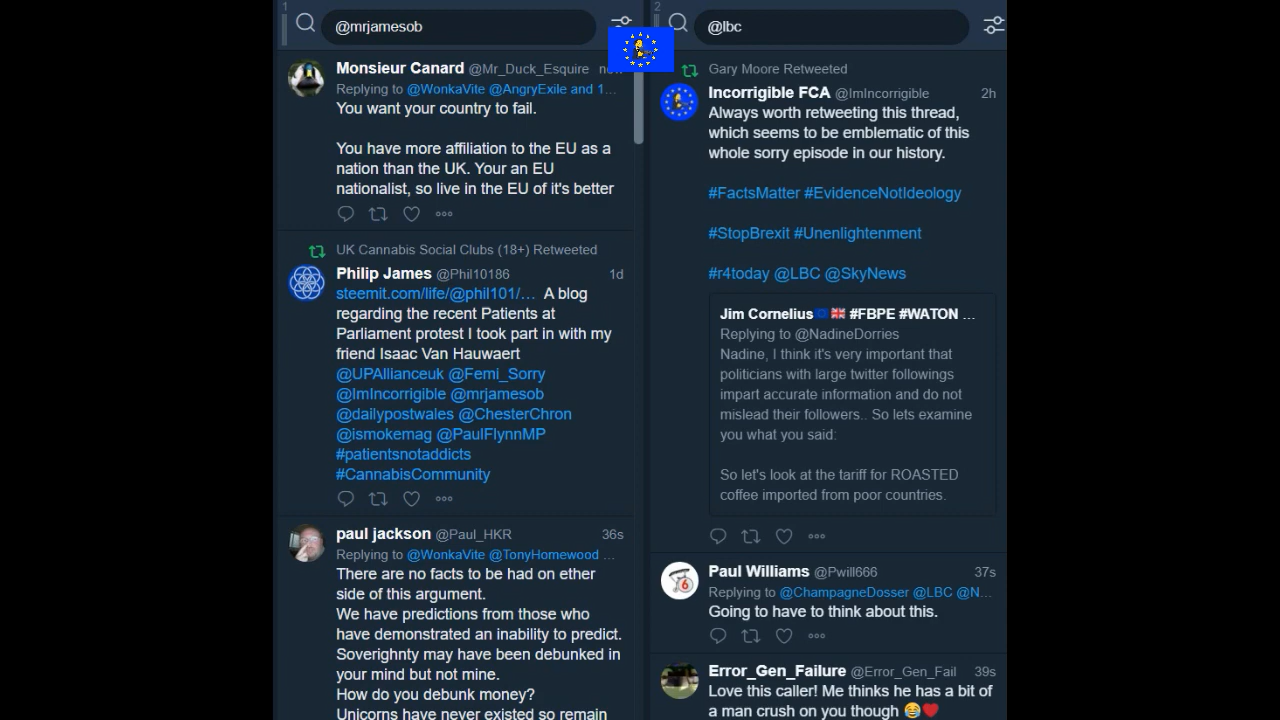 1
@mrjamesob
Monsieur Canard @Mr_Duck_Esquire
Replying to @WonkaVite @AngryExile and 1...
You want your country to fail.
You have more affiliation to the EU as a
nation than the UK. Your an EU
nationalist, so live in the EU of it's better
UK Cannabis Social Clubs (18+) Retweeted
Philip James @Phil10186 1d
steemit.com/life/@phil101/... A blog
regarding the recent Patients at
Parliament protest I took part in with my
friend Isaac Van Hauwaert
@UPAllianceuk @Femi_Sorry
@ImIncorrigible @mrjamesob
@dailypostwales @ChesterChron
@ismokemag @PaulFlynnMP
#patientsnotaddicts
#CannabisCommunity
paul jackson @Paul_HKR 36s
Replying to @WonkaVite @TonyHomewood ...
There are no facts to be had on ether
side of this argument.
We have predictions from those who
have demonstrated an inability to predict.
Soverighnty may have been debunked in
your mind but not mine.
How do you debunk money?
Unicorns have never existed so remain
2
@lbc
Gary Moore Retweeted
Incorrigible FCA @ImIncorrigible 2h
Always worth retweeting this thread,
which seems to be emblematic of this
whole sorry episode in our history.
#FactsMatter #EvidenceNotIdeology
#StopBrexit #Unenlightenment
#r4today @LBC @SkyNews
Jim Cornelius #FBPE #WATON ...
Replying to @NadineDorries
Nadine, I think it's very important that
politicians with large twitter followings
impart accurate information and do not
mislead their followers.. So lets examine
you what you said:
So let's look at the tariff for ROASTED
coffee imported from poor countries.
Paul Williams @Pwill666 37s
Replying to @ChampagneDosser @LBC @N...
Going to have to think about this.
Error_Gen_Failure @Error_Gen_Fail 39s
Love this caller! Me thinks he has a bit of
a man crush on you though 😂♥